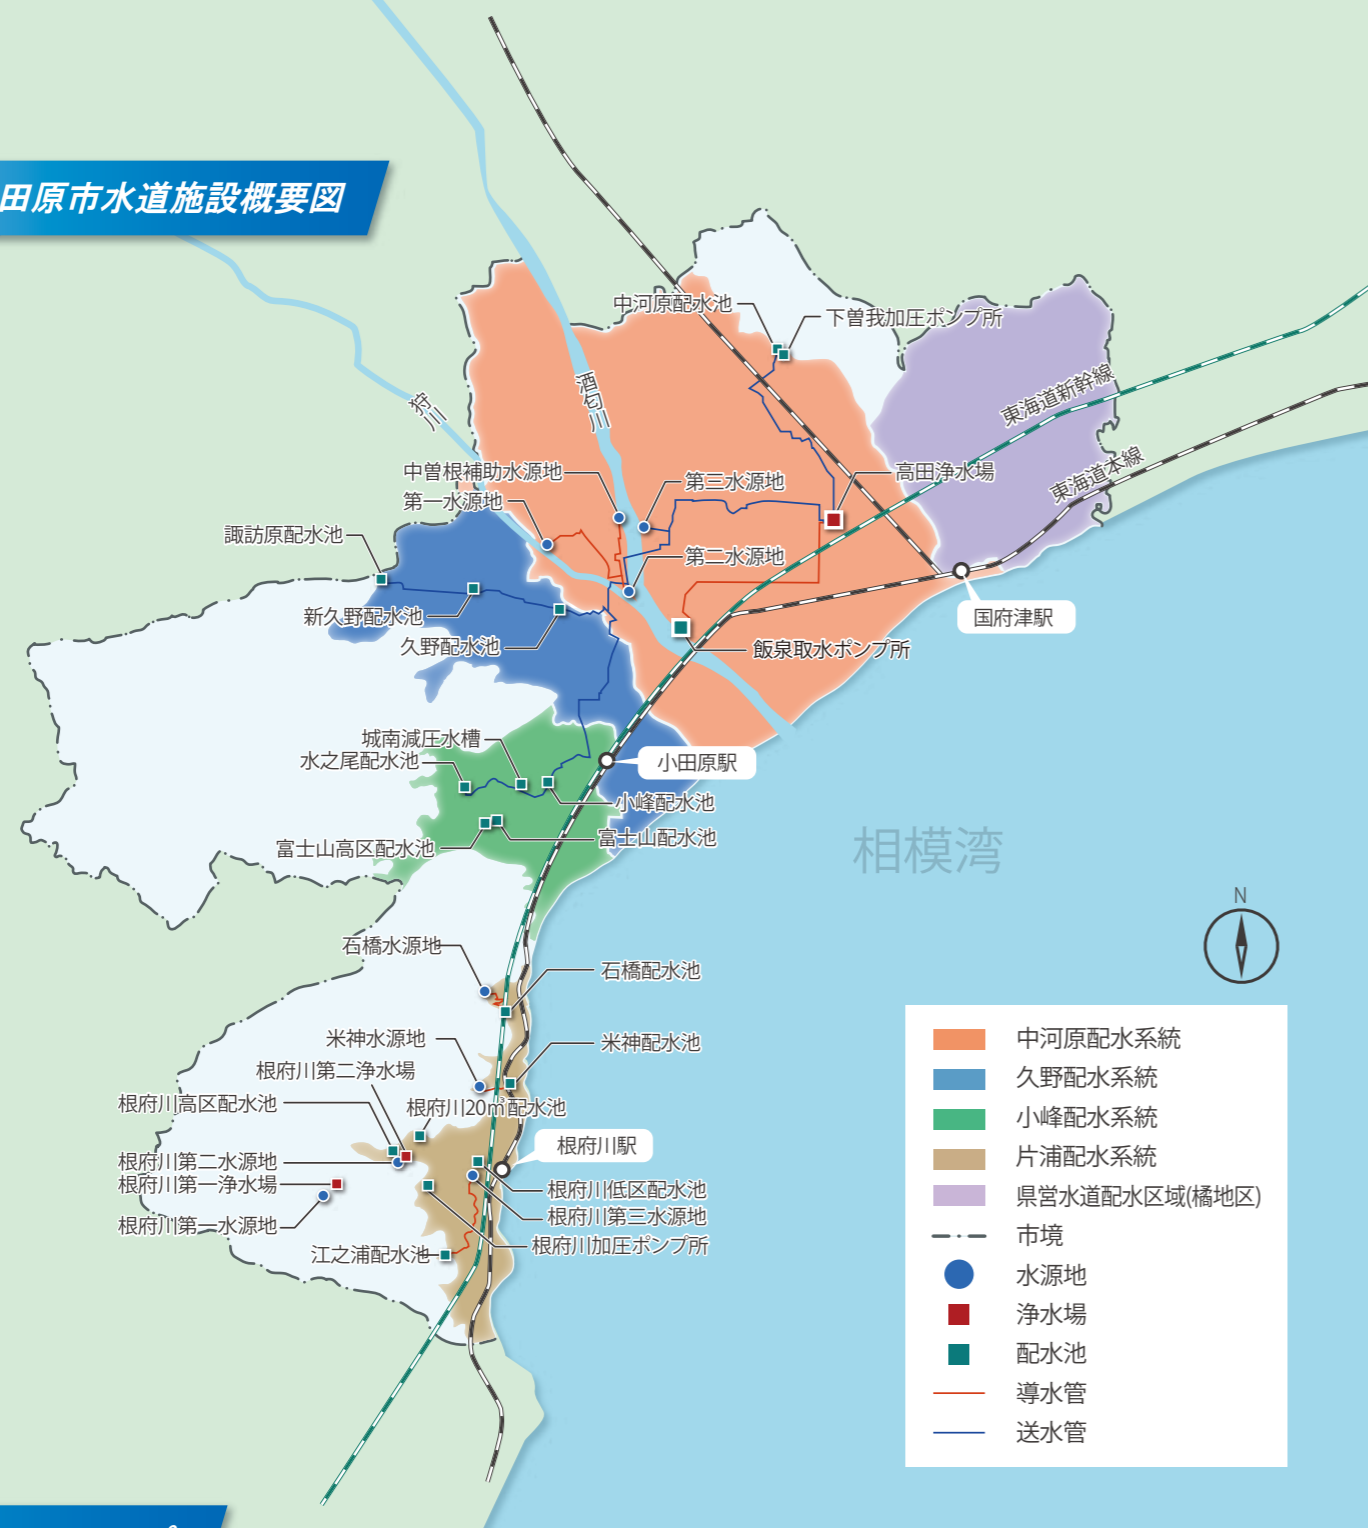 田原市水道施設概要図
中河原配水池
下曽我加圧ポンプ所
東海道新幹線
酒匂川
狩川
東海道本線
中曽根補助水源地
第三水源地
高田浄水場
第一水源地
諏訪原配水池
第二水源地
新久野配水池
国府津駅
久野配水池
飯泉取水ポンプ所
城南減圧水槽
水之尾配水池
小田原駅
小峰配水池
富士山配水池
富士山高区配水池
相模湾
N
石橋水源地
石橋配水池
米神水源地
米神配水池
根府川第二浄水場
根府川高区配水池
根府川20㎥配水池
根府川駅
根府川第二水源地
根府川第一浄水場
根府川低区配水池
根府川第三水源地
根府川第一水源地
根府川加圧ポンプ所
江之浦配水池
中河原配水系統
久野配水系統
小峰配水系統
片浦配水系統
県営水道配水区域(橘地区)
市境
水源地
浄水場
配水池
導水管
送水管